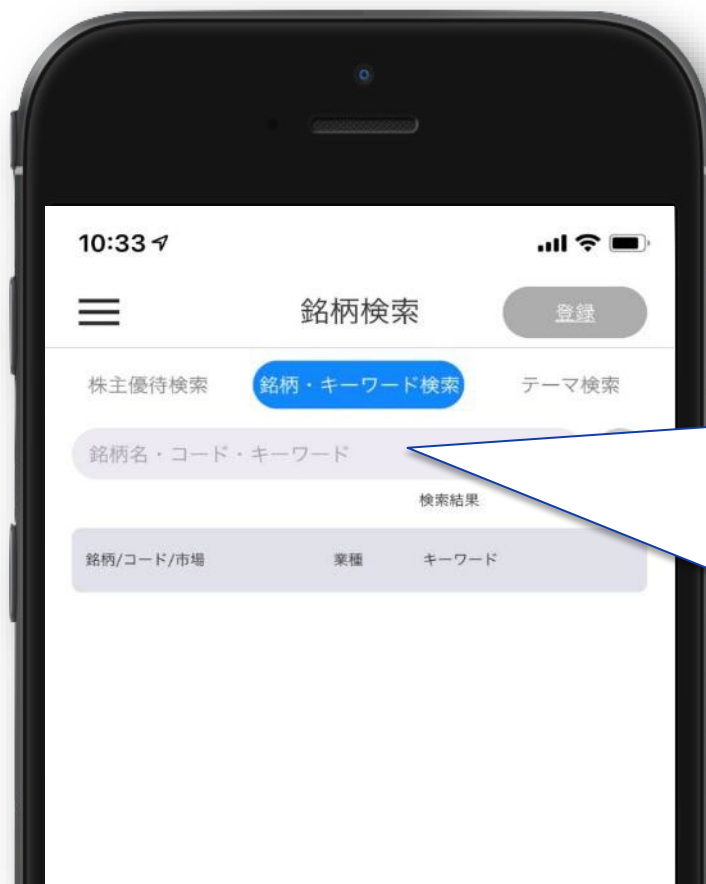 10:33
銘柄検索
登録
株主優待検索
銘柄・キーワード検索
テーマ検索
銘柄名・コード・キーワード
検索結果
銘柄/コード/市場 業種 キーワード